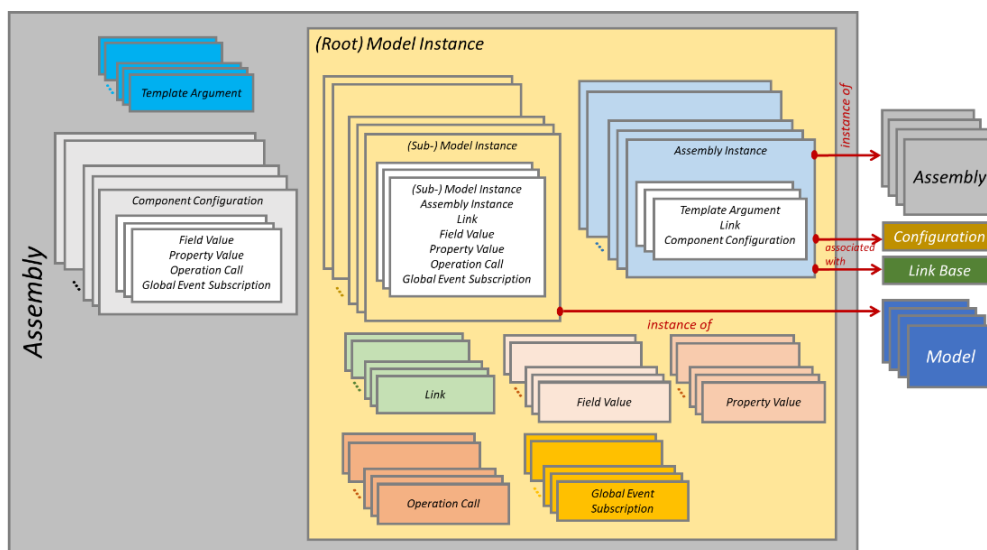 (Root) Model Instance
Template Argument
(Sub-) Model Instance
(Sub-) Model Instance
Assembly Instance
Link
Field Value
Property Value
Operation Call
Global Event Subscription
Assembly Instance
Template Argument
Link
Component Configuration
instance of
Assembly
Component Configuration
Field Value
Property Value
Operation Call
Global Event Subscription
associated
with
Configuration
Link Base
Assembly
instance of
Model
Link
Field Value
Property Value
Operation Call
Global Event
Subscription